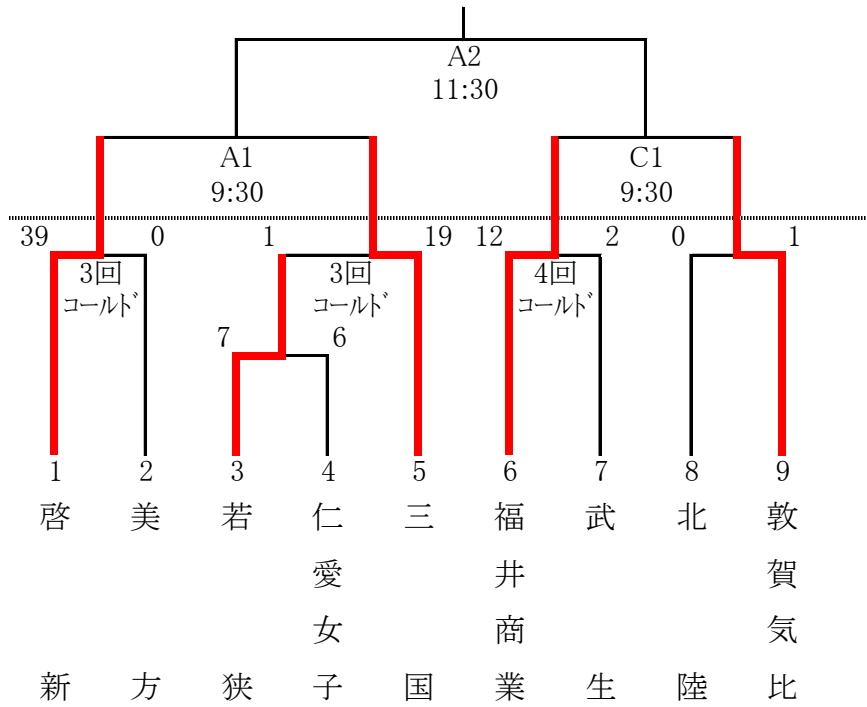 A2
11:30
A1
9:30
C1
9:30
39 0 1 19 12 2 0 1
3回
コールド
3回
コールド
4回
コールド
7 6
1 2 3 4 5 6 7 8 9
啓新
美方
若狭
仁愛女子
三国
福井商業
武生
北陸
敦賀気比